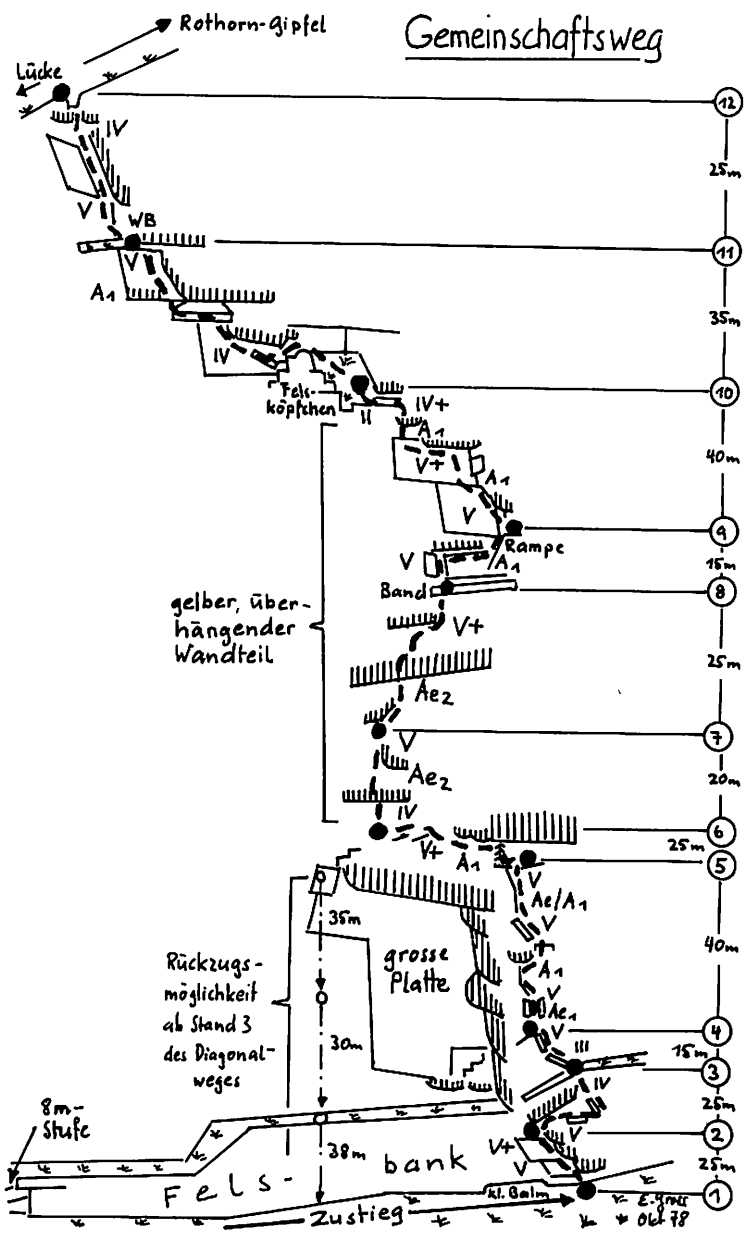 Rothorn-Gipfel
Gemeinschaftsweg
Lücke
12
IV
25m
V
WB
11
V
A1
35m
IV
Fels-
köpfchen
II
10
IV+
A1
40m
V+
A1
V
9
Rampe
15m
V
A1
Band
8
gelber, über-
hängender
Wandteil
V+
25m
Ae2
7
V
20m
Ae2
IV
6
V+
A1
25m
5
V
Ae/A1
V
35m
grosse
Platte
40m
A1
Rückzugs-
möglichkeit
ab Stand 3
des Diagonal-
weges
V
Ae1
V
4
30m
III
15m
3
IV
25m
8m-
Stufe
V
2
38m
V+
25m
V
Fels-
bank
kl. Balm
1
Zustieg
E. gross
Okt 78